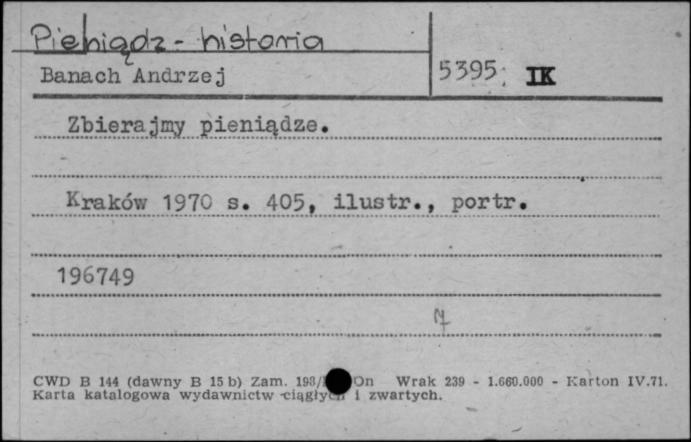 Pieniądz - historia
Banach Andrzej
5395 IK
Zbierajmy pieniądze.
Kraków 1970 s. 405, ilustr., portr.
196749
CWD B 144 (dawny B 15 b) Zam. 198/ On Wrak 239 - 1.660.000 - Karton IV.71.
Karta katalogowa wydawnictw ciągłych i zwartych.